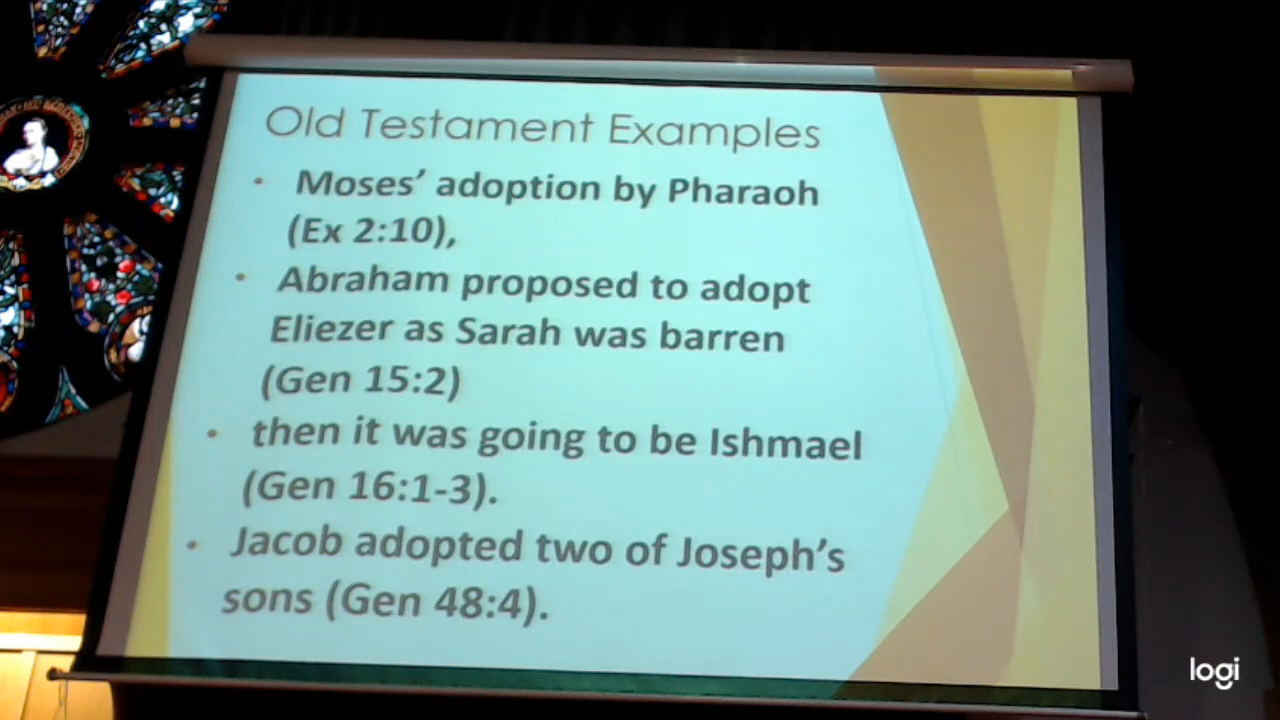 Old Testament Examples
• Moses' adoption by Pharaoh
(Ex 2:10),
• Abraham proposed to adopt
Eliezer as Sarah was barren
(Gen 15:2)
• then it was going to be Ishmael
(Gen 16:1-3).
• Jacob adopted two of Joseph's
sons (Gen 48:4).
logi